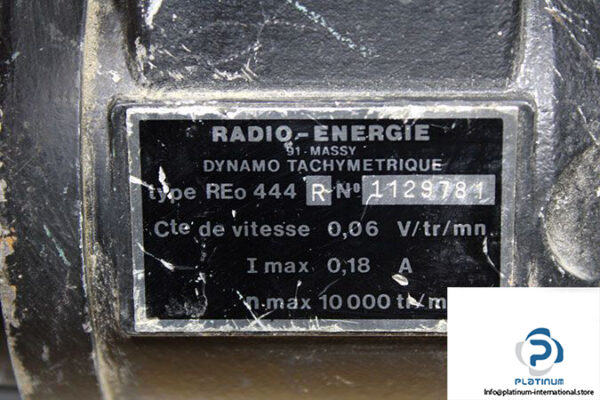 RADIO-ENERGIE
91-MASSY
DYNAMO TACHYMETRIQUE
type REo 444 R Nº 1129781
Cte de vitesse 0,06 V/tr/mn
I max 0,18 A
n max 10 000 tr/m
PLATINUM
Info@platinum-international.store